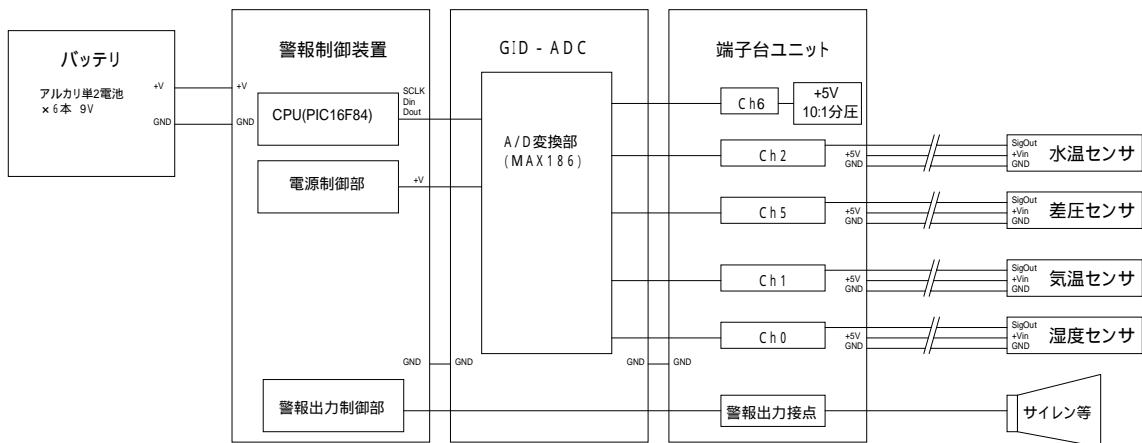 バッテリ
アルカリ単2電池
×6本 9V
+V
GND
警報制御装置
+V
GND
CPU(PIC16F84)
SCLK
Din
Dout
電源制御部
+V
GND
警報出力制御部
GID - ADC
A/D変換部
(MAX186)
GND
GND
端子台ユニット
Ch6
+5V
10:1分圧
Ch2
+5V
GND
Ch5
+5V
GND
Ch1
+5V
GND
Ch0
+5V
GND
GND
警報出力接点
SigOut
+Vin
GND
水温センサ
SigOut
+Vin
GND
差圧センサ
SigOut
+Vin
GND
気温センサ
SigOut
+Vin
GND
湿度センサ
サイレン等